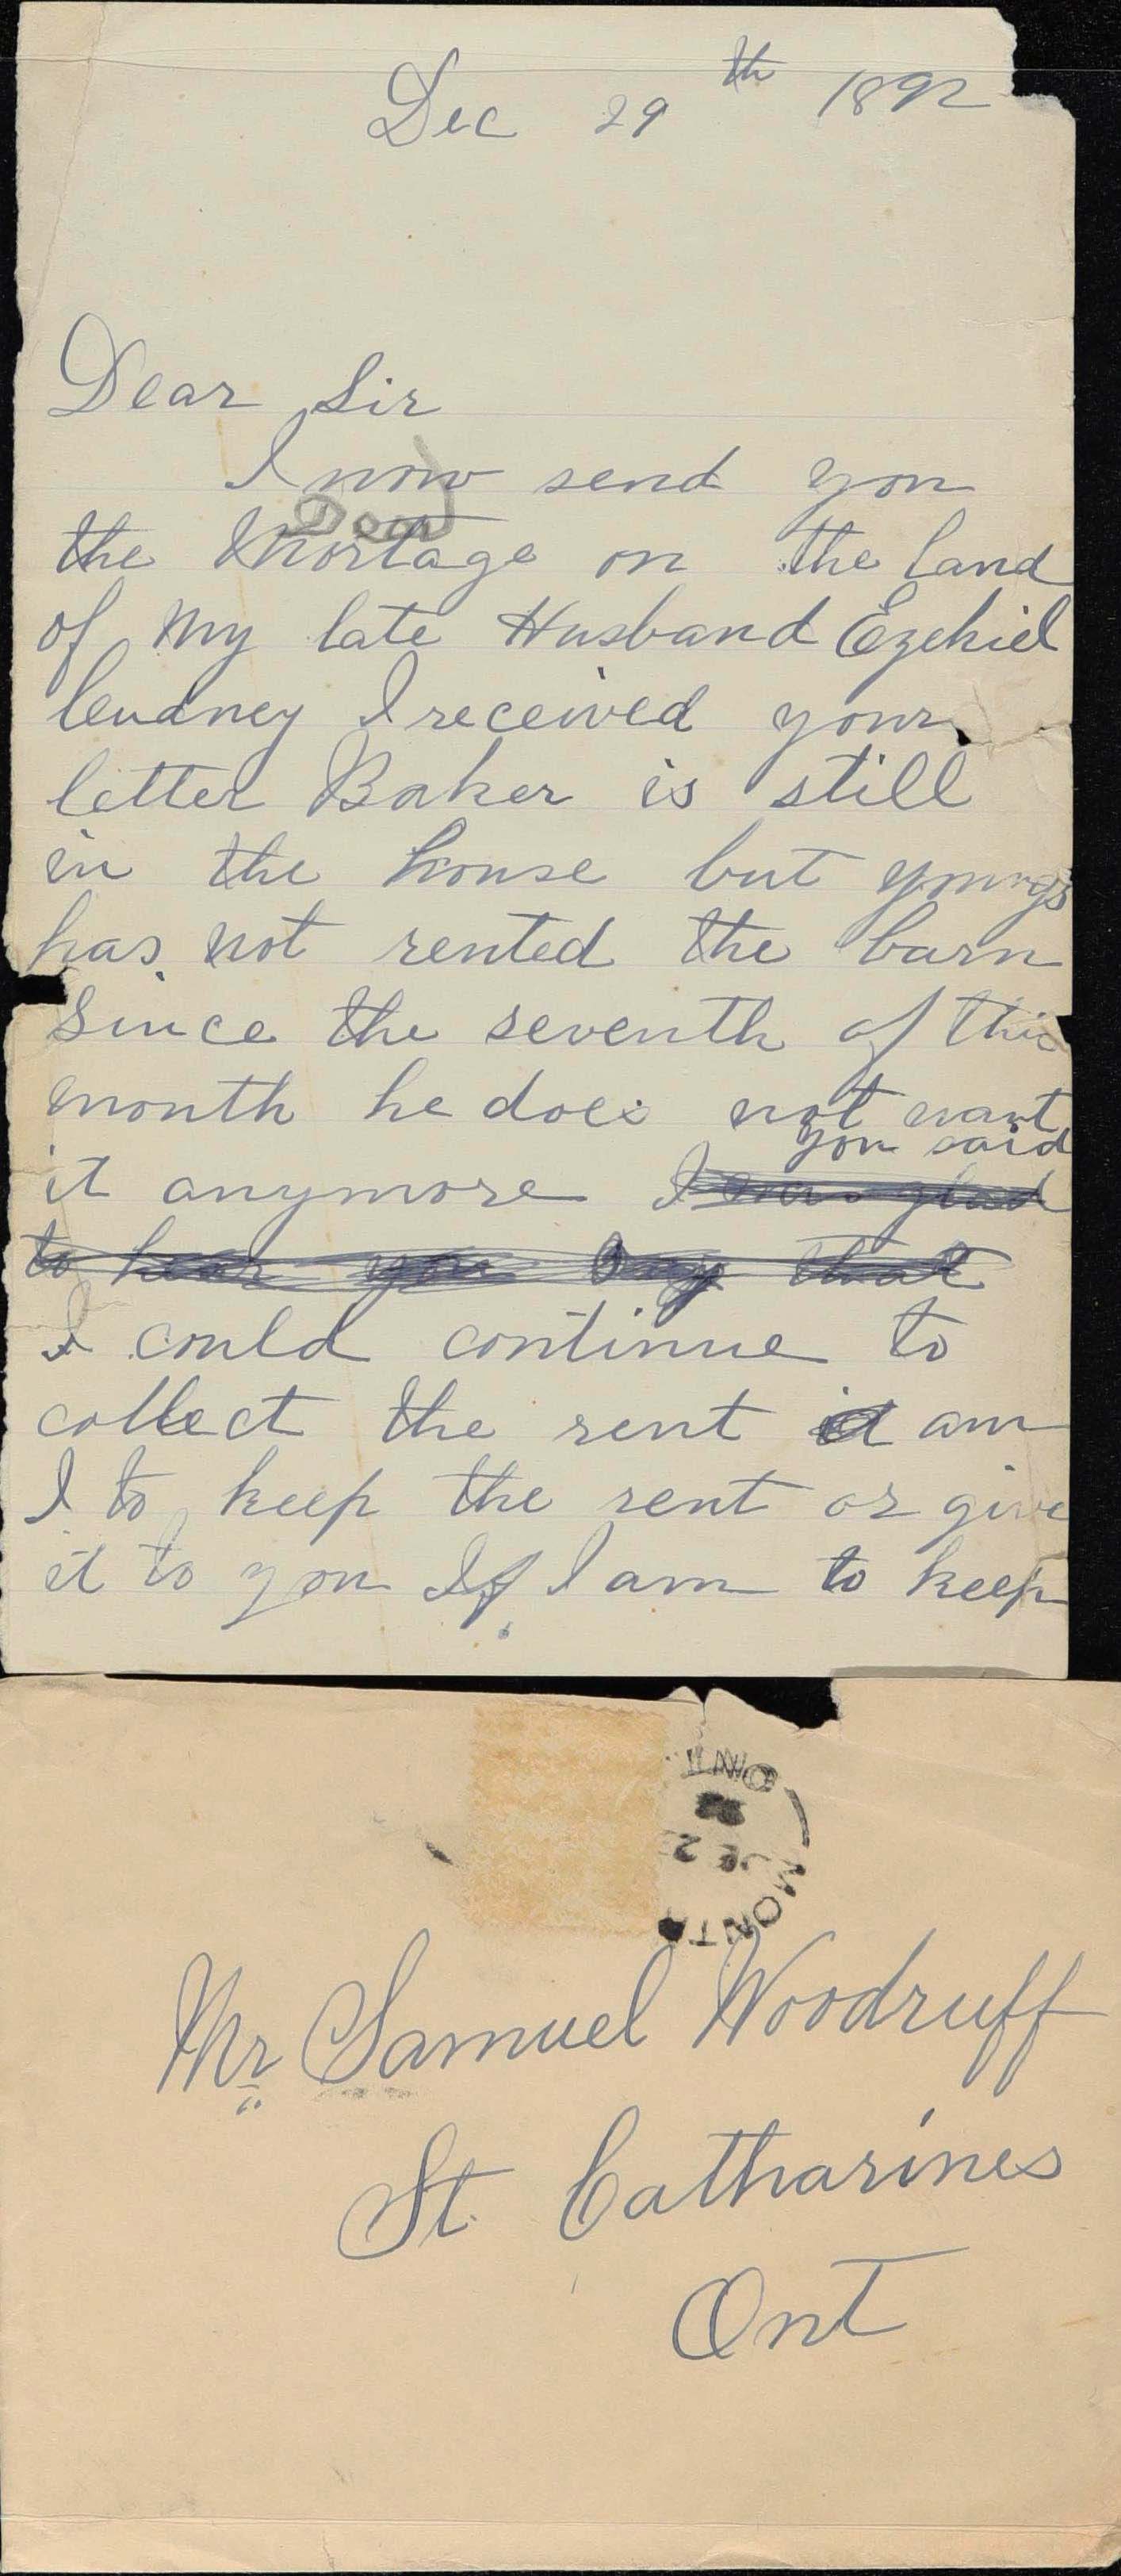 Dec 29th 1892
Dear Sir
I now send you
Deed
the Mortage on the land
of my late Husband Ezekiel
Cudney I received your
letter Baker is still
in the house but youngs
has not rented the barn
since the seventh of this
month he does not want
you said
it anymore I was glad
to hear you say that
I could continue to
collect the rent it am
I to keep the rent or give
it to you If I am to keep
ONT
DE 2
MONT
Mr Samuel Woodruff
St. Catharines
Ont